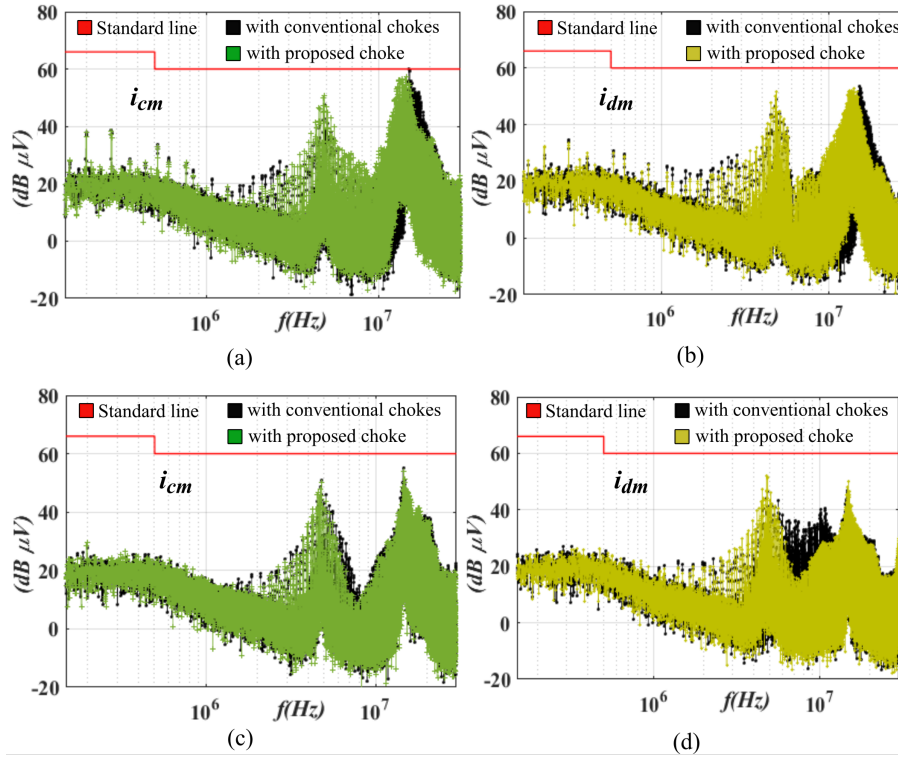 80
Standard line
with conventional chokes
with proposed choke
60
i_cm
40
(dB μV)
20
0
-20
10^6
f(Hz)
10^7
(a)
80
Standard line
with conventional chokes
with proposed choke
60
i_dm
40
(dB μV)
20
0
-20
10^6
f(Hz)
10^7
(b)
80
Standard line
with conventional chokes
with proposed choke
60
i_cm
40
(dB μV)
20
0
-20
10^6
f(Hz)
10^7
(c)
80
Standard line
with conventional chokes
with proposed choke
60
i_dm
40
(dB μV)
20
0
-20
10^6
f(Hz)
10^7
(d)